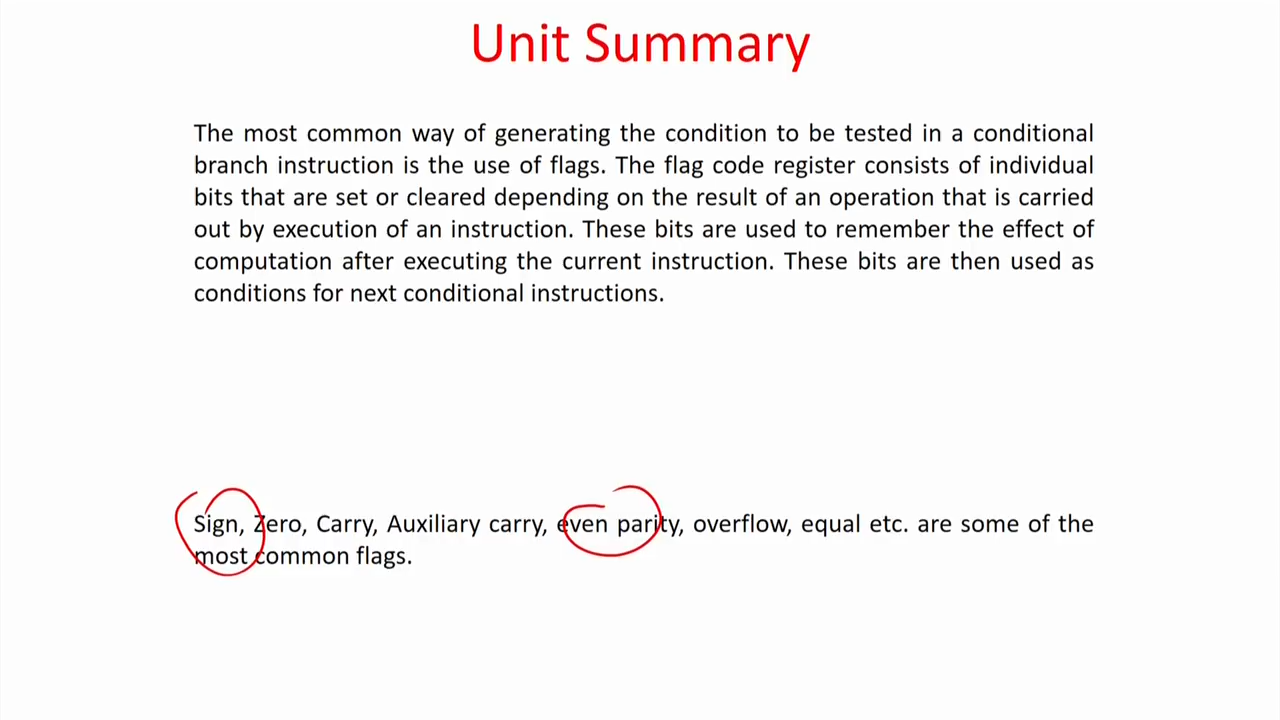 Unit Summary
The most common way of generating the condition to be tested in a conditional
branch instruction is the use of flags. The flag code register consists of individual
bits that are set or cleared depending on the result of an operation that is carried
out by execution of an instruction. These bits are used to remember the effect of
computation after executing the current instruction. These bits are then used as
conditions for next conditional instructions.
Sign, Zero, Carry, Auxiliary carry, even parity, overflow, equal etc. are some of the
most common flags.